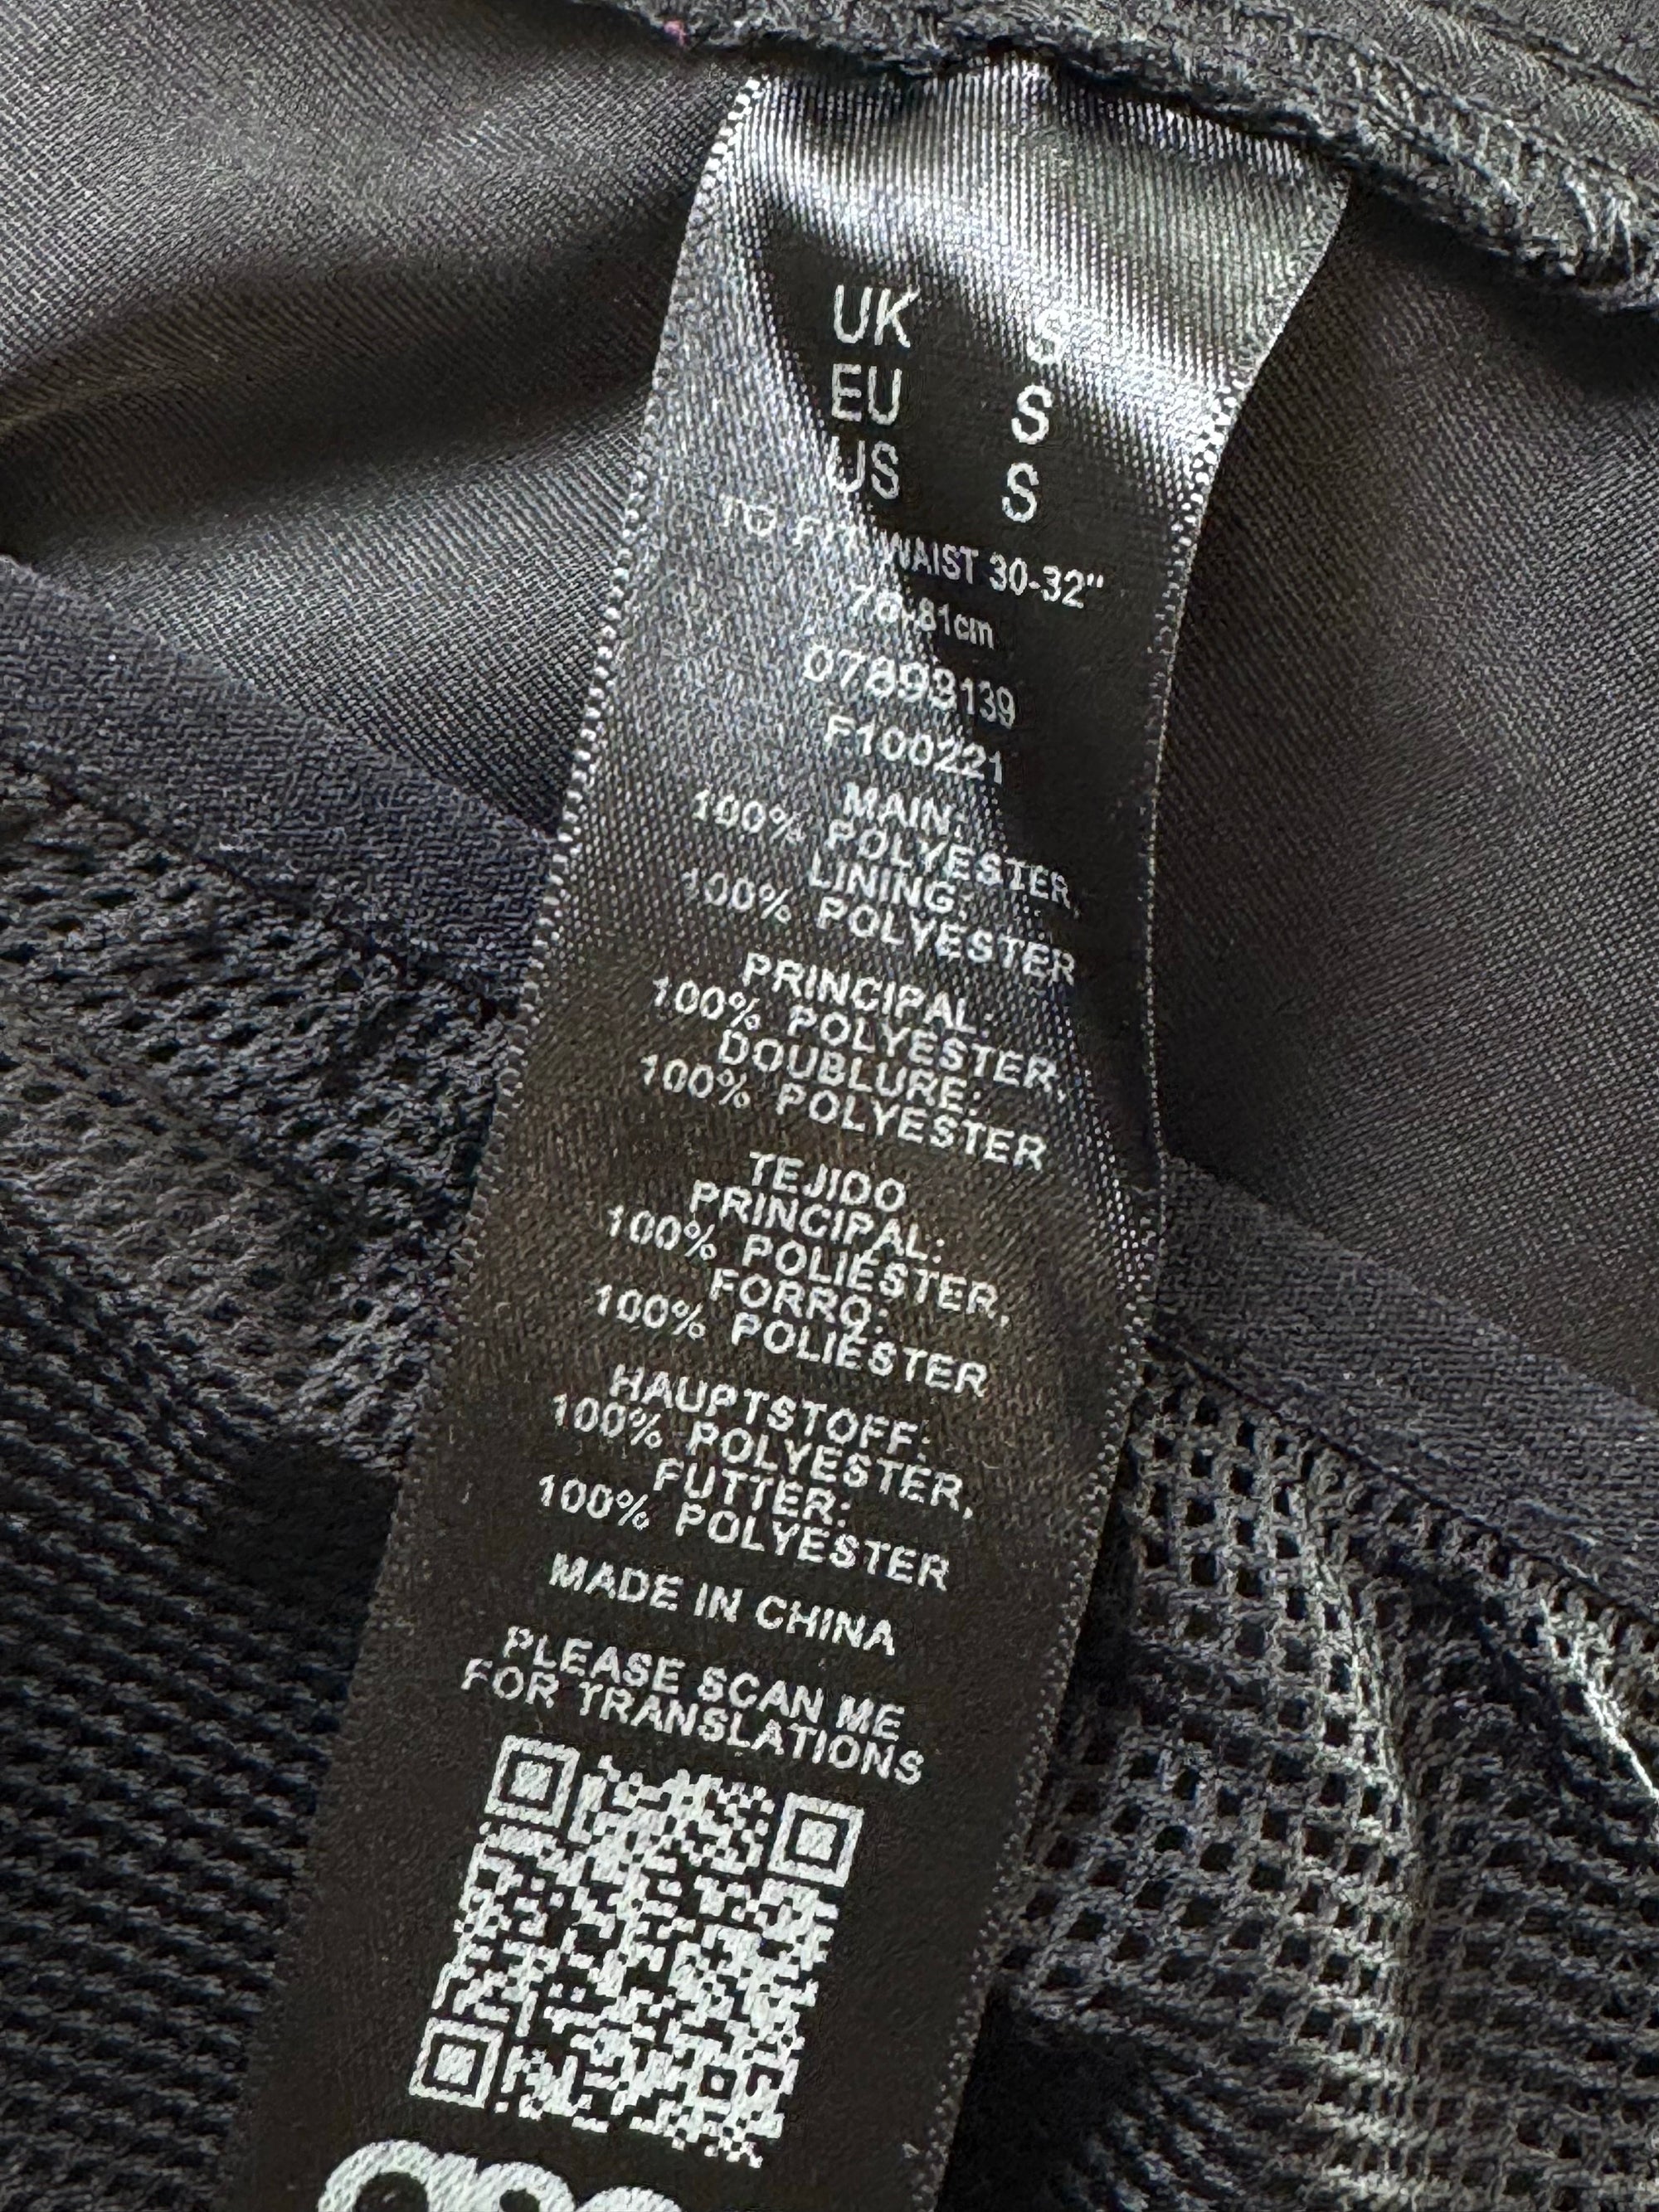 UK S
EU S
US S
TO FIT WAIST 30-32"
76-81cm
07893139
F100221
MAIN:
100% POLYESTER,
LINING:
100% POLYESTER
PRINCIPAL:
100% POLYESTER,
DOUBLURE:
100% POLYESTER
TEJIDO
PRINCIPAL:
100% POLIÉSTER,
FORRO:
100% POLIÉSTER
HAUPTSTOFF:
100% POLYESTER,
FUTTER:
100% POLYESTER
MADE IN CHINA
PLEASE SCAN ME
FOR TRANSLATIONS